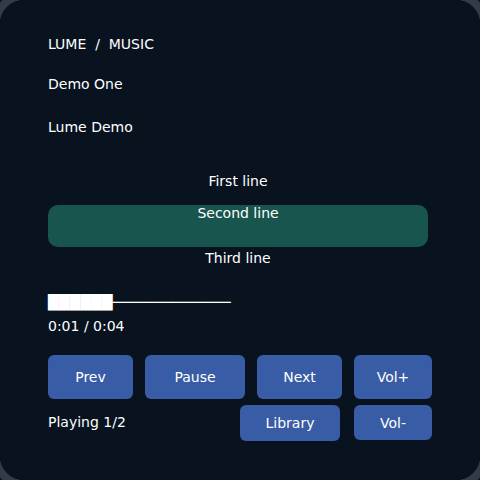 LUME / MUSIC
Demo One
Lume Demo
First line
Second line
Third line
0:01 / 0:04
Prev Pause Next Vol+
Playing 1/2 Library Vol-